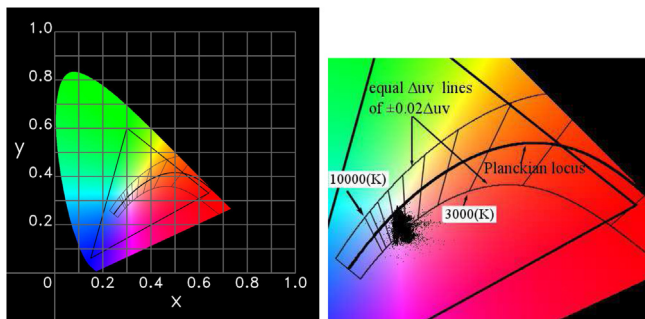 1.0
0.8
0.6
y
0.4
0.2
0
0.2
0.4
0.6
0.8
1.0
x
equal Δuv lines
of ±0.02Δuv
10000(K)
Planckian locus
3000(K)